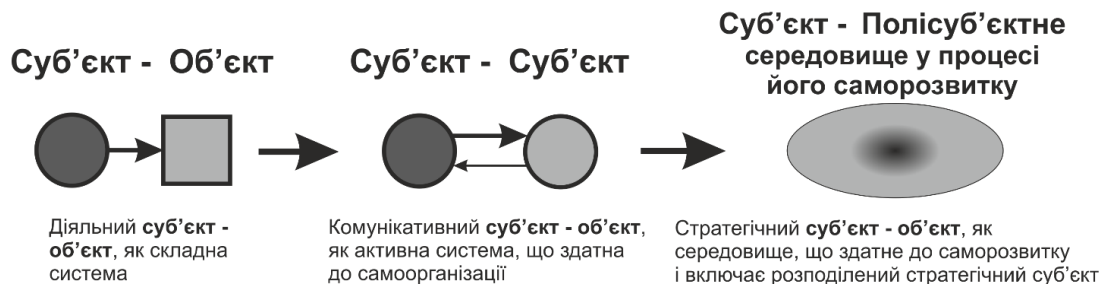 Суб’єкт - Об’єкт
Діяльний суб’єкт -
об’єкт, як складна
система
Суб’єкт - Суб’єкт
Комунікативний суб’єкт - об’єкт,
як активна система, що здатна
до самоорганізації
Суб’єкт - Полісуб’єктне
середовище у процесі
його саморозвитку
Стратегічний суб’єкт - об’єкт, як
середовище, що здатне до саморозвитку
і включає розподілений стратегічний суб’єкт